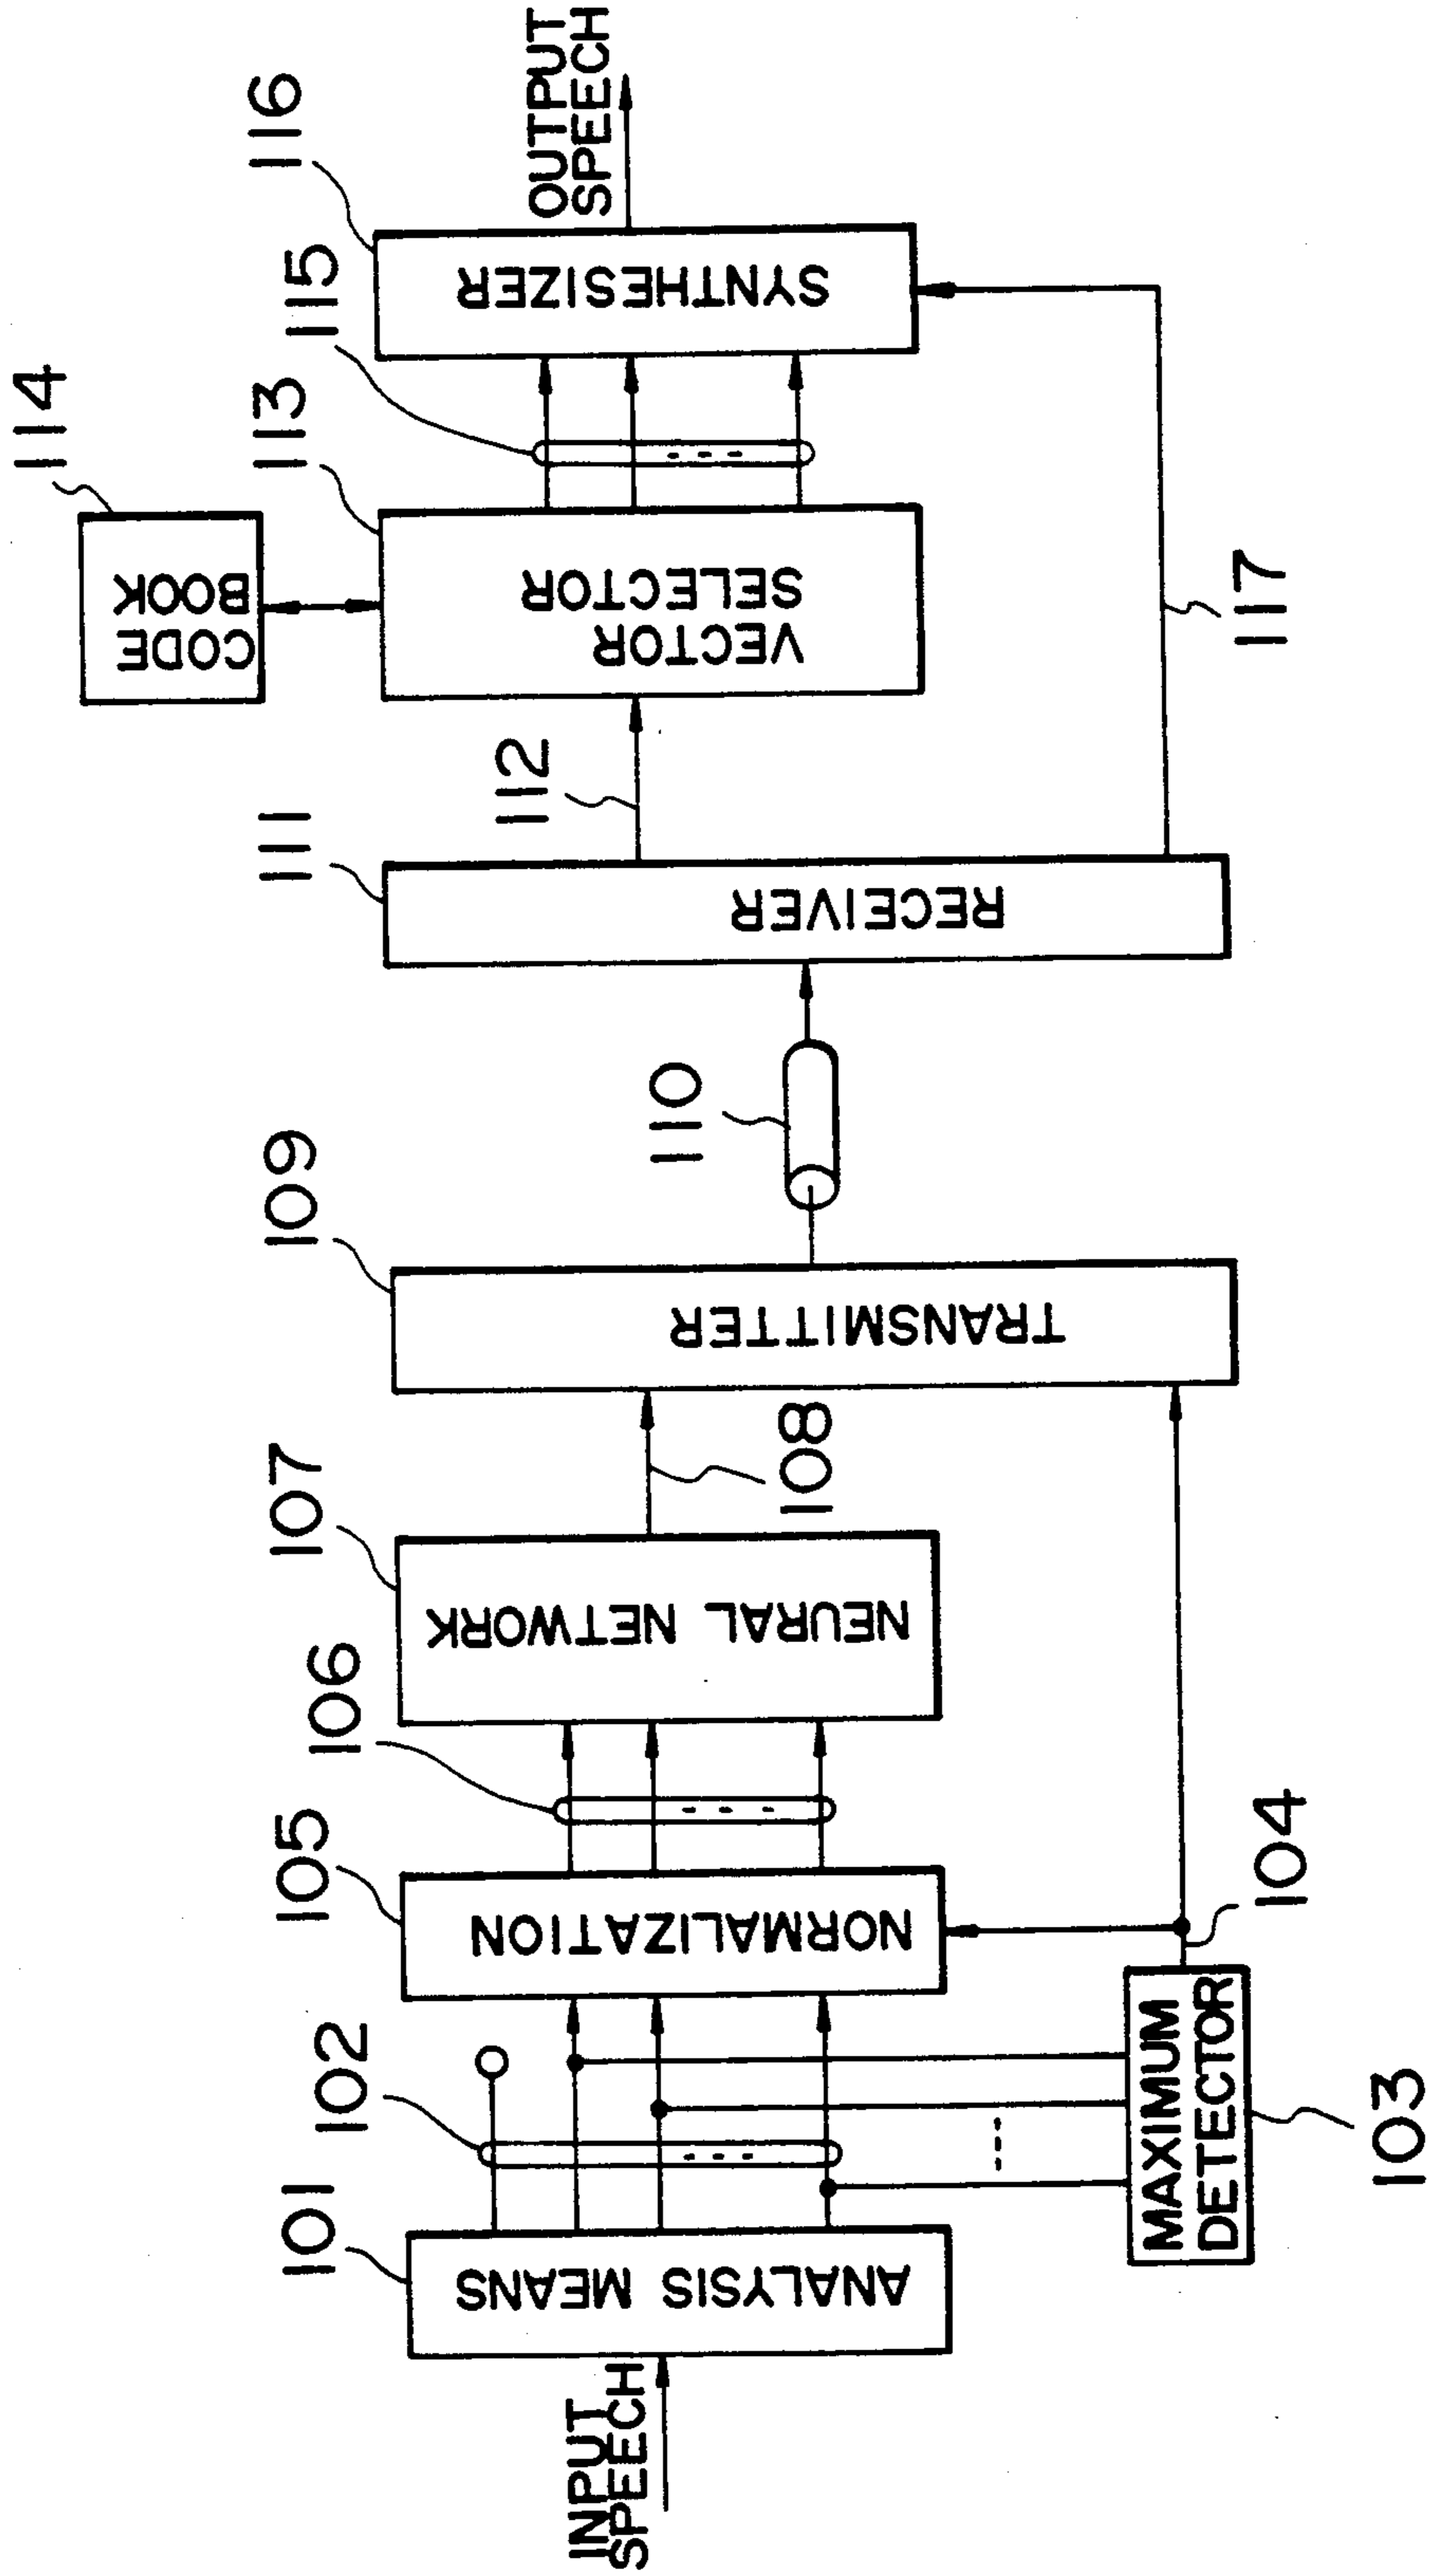 INPUT
SPEECH
101
ANALYSIS MEANS
102
103
MAXIMUM
DETECTOR
104
105
NORMALIZATION
106
107
NEURAL NETWORK
108
109
TRANSMITTER
110
111
RECEIVER
112
113
VECTOR
SELECTOR
114
CODE
BOOK
115
116
SYNTHESIZER
117
OUTPUT
SPEECH